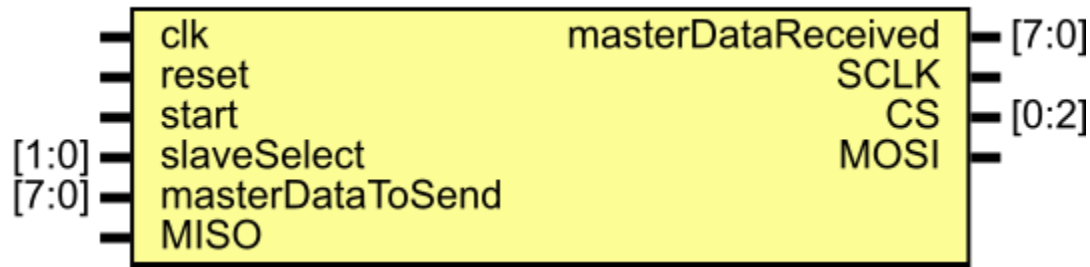 clk masterDataReceived [7:0]
reset SCLK
start CS [0:2]
[1:0] slaveSelect MOSI
[7:0] masterDataToSend
MISO